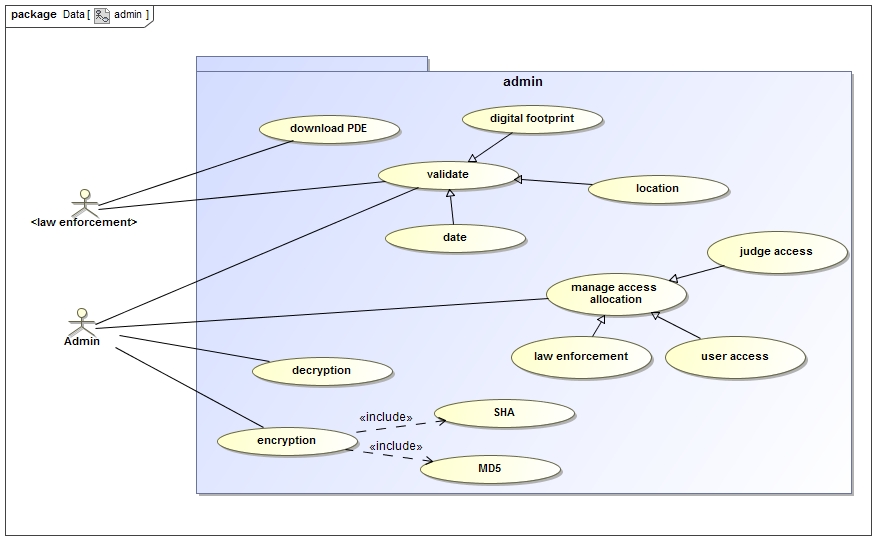 package Data [ admin ]
admin
digital footprint
download PDE
validate
location
<law enforcement>
date
judge access
manage access
allocation
Admin
law enforcement
user access
decryption
SHA
«include»
encryption
«include»
MD5